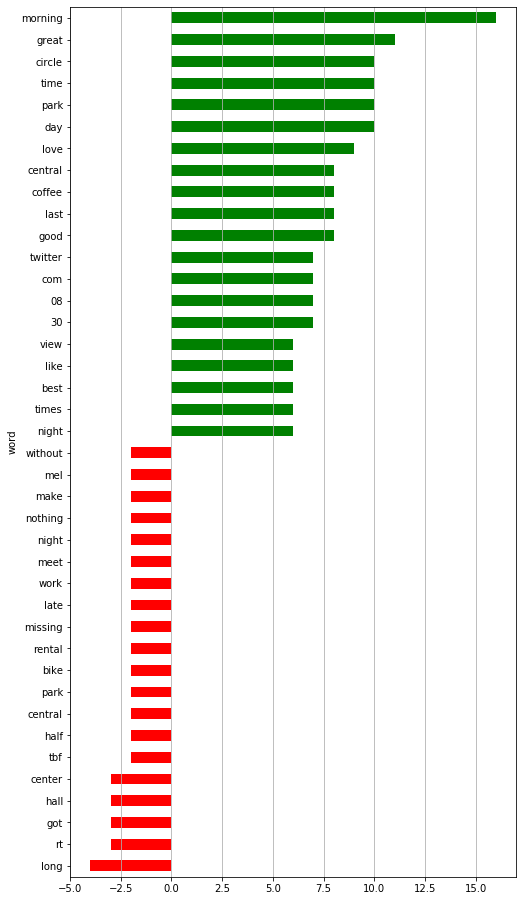 morning
great
circle
time
park
day
love
central
coffee
last
good
twitter
com
08
30
view
like
best
times
night
word
without
mel
make
nothing
night
meet
work
late
missing
rental
bike
park
central
half
tbf
center
hall
got
rt
long
-5.0 -2.5 0.0 2.5 5.0 7.5 10.0 12.5 15.0